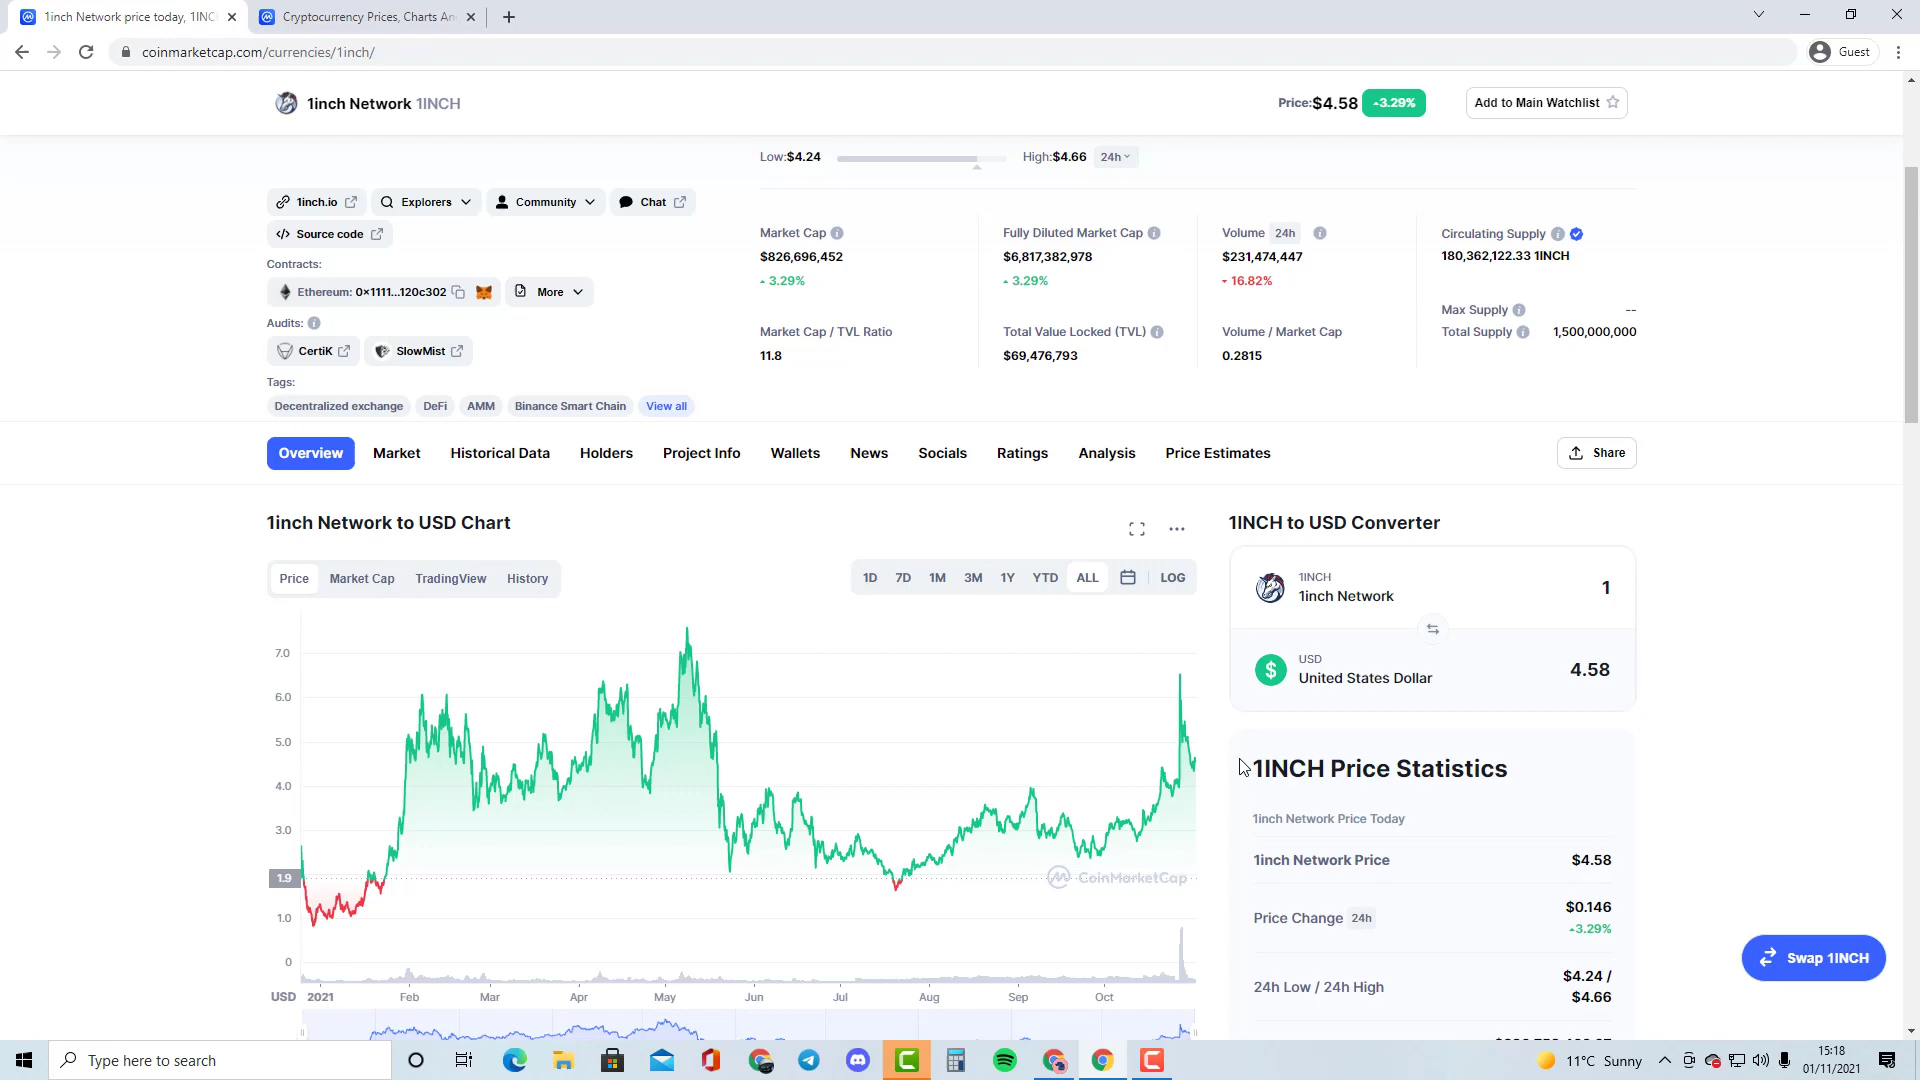 1inch Network price today, 1INC
Cryptocurrency Prices, Charts An
coinmarketcap.com/currencies/1inch/
Guest
1inch Network 1INCH
Price:$4.58
3.29%
Add to Main Watchlist
Low:$4.24
High:$4.66
24h
1inch.io
Explorers
Community
Chat
Source code
Contracts:
Ethereum: 0×1111...120c302
More
Audits:
CertiK
SlowMist
Tags:
Decentralized exchange
DeFi
AMM
Binance Smart Chain
View all
Market Cap
$826,696,452
3.29%
Fully Diluted Market Cap
$6,817,382,978
3.29%
Volume 24h
$231,474,447
16.82%
Circulating Supply
180,362,122.33 1INCH
Max Supply --
Total Supply 1,500,000,000
Market Cap / TVL Ratio
11.8
Total Value Locked (TVL)
$69,476,793
Volume / Market Cap
0.2815
Overview
Market
Historical Data
Holders
Project Info
Wallets
News
Socials
Ratings
Analysis
Price Estimates
Share
1inch Network to USD Chart
Price
Market Cap
TradingView
History
1D
7D
1M
3M
1Y
YTD
ALL
LOG
7.0
6.0
5.0
4.0
3.0
1.9
1.0
0
CoinMarketCap
USD
2021
Feb
Mar
Apr
May
Jun
Jul
Aug
Sep
Oct
1INCH to USD Converter
1INCH
1inch Network
1
USD
United States Dollar
4.58
1INCH Price Statistics
1inch Network Price Today
1inch Network Price
$4.58
Price Change 24h
$0.146
3.29%
24h Low / 24h High
$4.24 /
$4.66
Swap 1INCH
Type here to search
11°C Sunny
15:18
01/11/2021